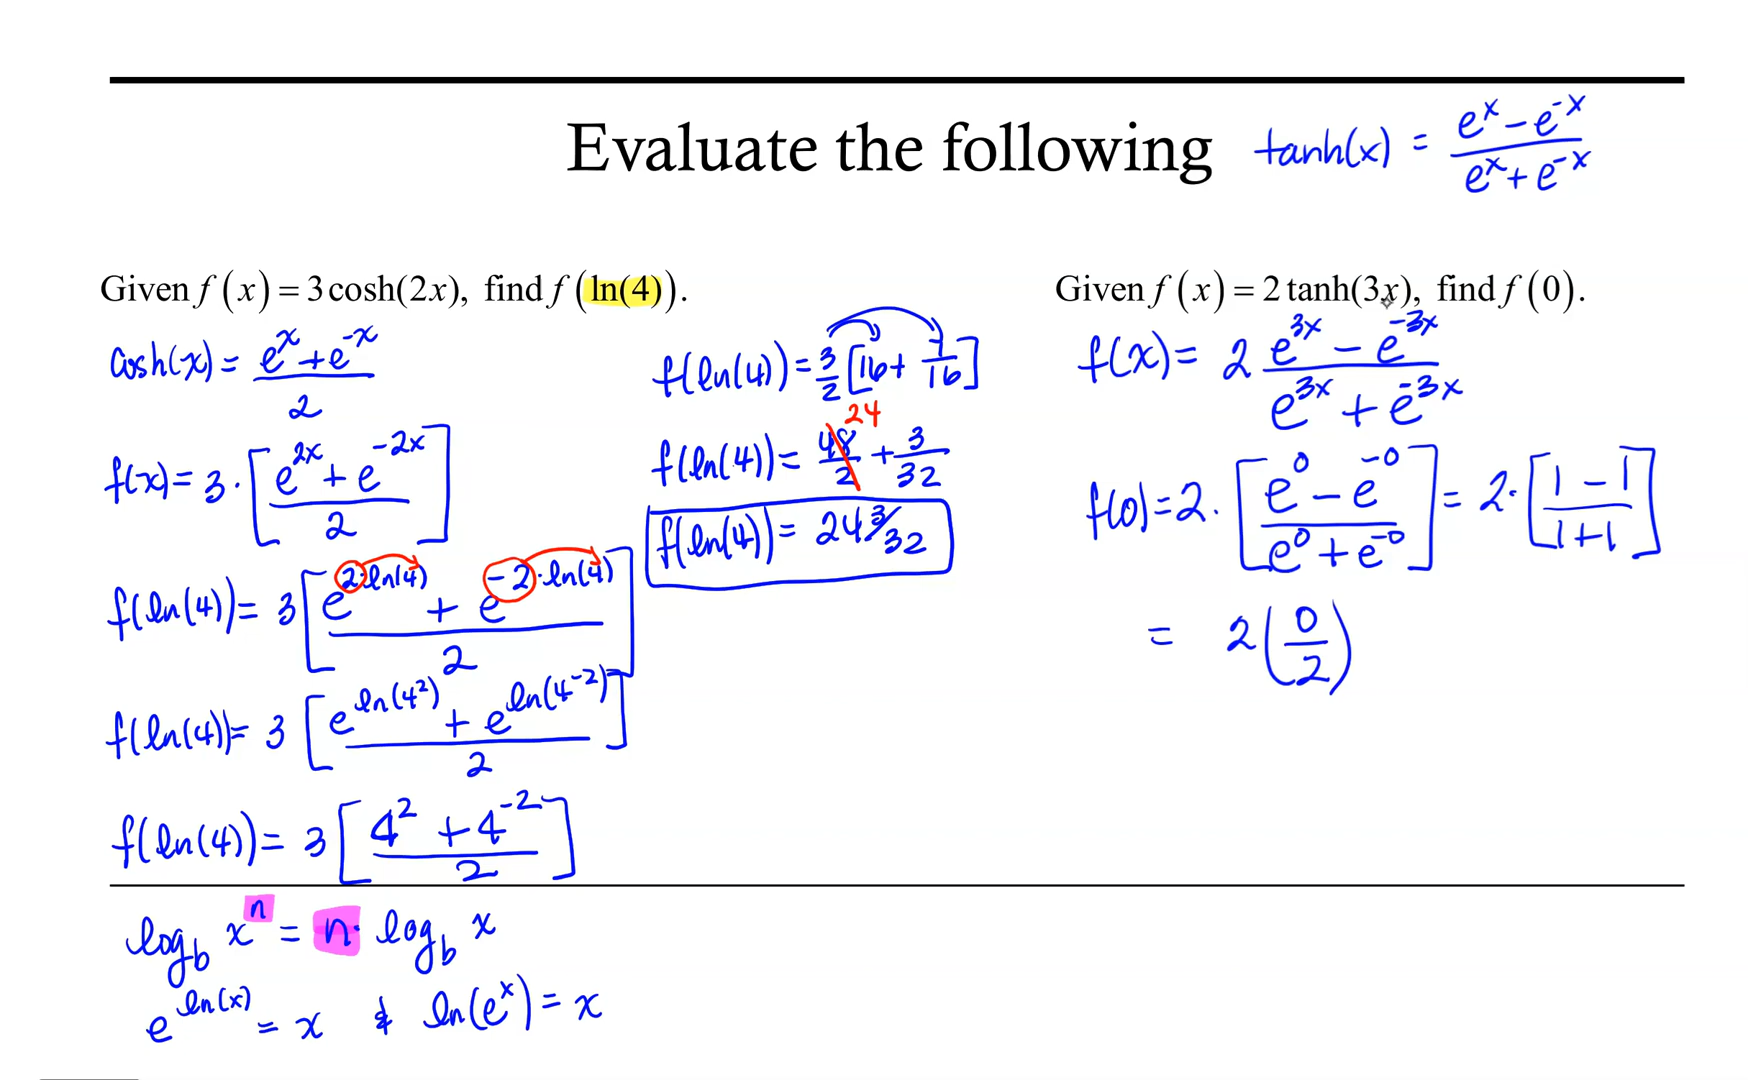 Evaluate the following
tanh(x) = (e^x − e^−x)/(e^x + e^−x)
Given f(x) = 3cosh(2x), find f(ln(4)).
cosh(x) = (e^x + e^−x)/2
f(x) = 3·[(e^2x + e^−2x)/2]
f(ln(4)) = 3[(e^2·ln(4) + e^−2·ln(4))/2]
f(ln(4)) = 3[(e^ln(4^2) + e^ln(4^−2))/2]
f(ln(4)) = 3[(4^2 + 4^−2)/2]
log_b x^n = n· log_b x
e^ln(x) = x & ln(e^x) = x
f(ln(4)) = 3/2[16 + 1/16]
24
f(ln(4)) = 48/2 + 3/32
f(ln(4)) = 24 3/32
Given f(x) = 2tanh(3x), find f(0).
f(x) = 2 (e^3x − e^−3x)/(e^3x + e^−3x)
f(0) = 2·[(e^0 − e^−0)/(e^0 + e^−0)] = 2·[(1 − 1)/(1+1)]
= 2(0/2)